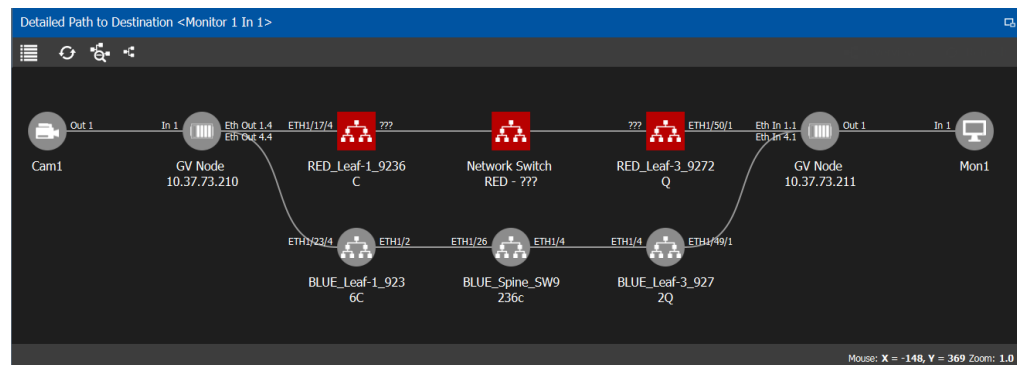 Detailed Path to Destination <Monitor 1 In 1>
Out 1
In 1
Eth Out 1.4
Eth Out 4.4
ETH1/17/4
???
???
ETH1/50/1
Eth In 1.1
Eth In 4.1
Out 1
In 1
Cam1
GV Node
10.37.73.210
RED_Leaf-1_9236
C
Network Switch
RED - ???
RED_Leaf-3_9272
Q
GV Node
10.37.73.211
Mon1
ETH1/23/4
ETH1/2
ETH1/26
ETH1/4
ETH1/4
ETH1/49/1
BLUE_Leaf-1_923
6C
BLUE_Spine_SW9
236c
BLUE_Leaf-3_927
2Q
Mouse: X = -148, Y = 369 Zoom: 1.0